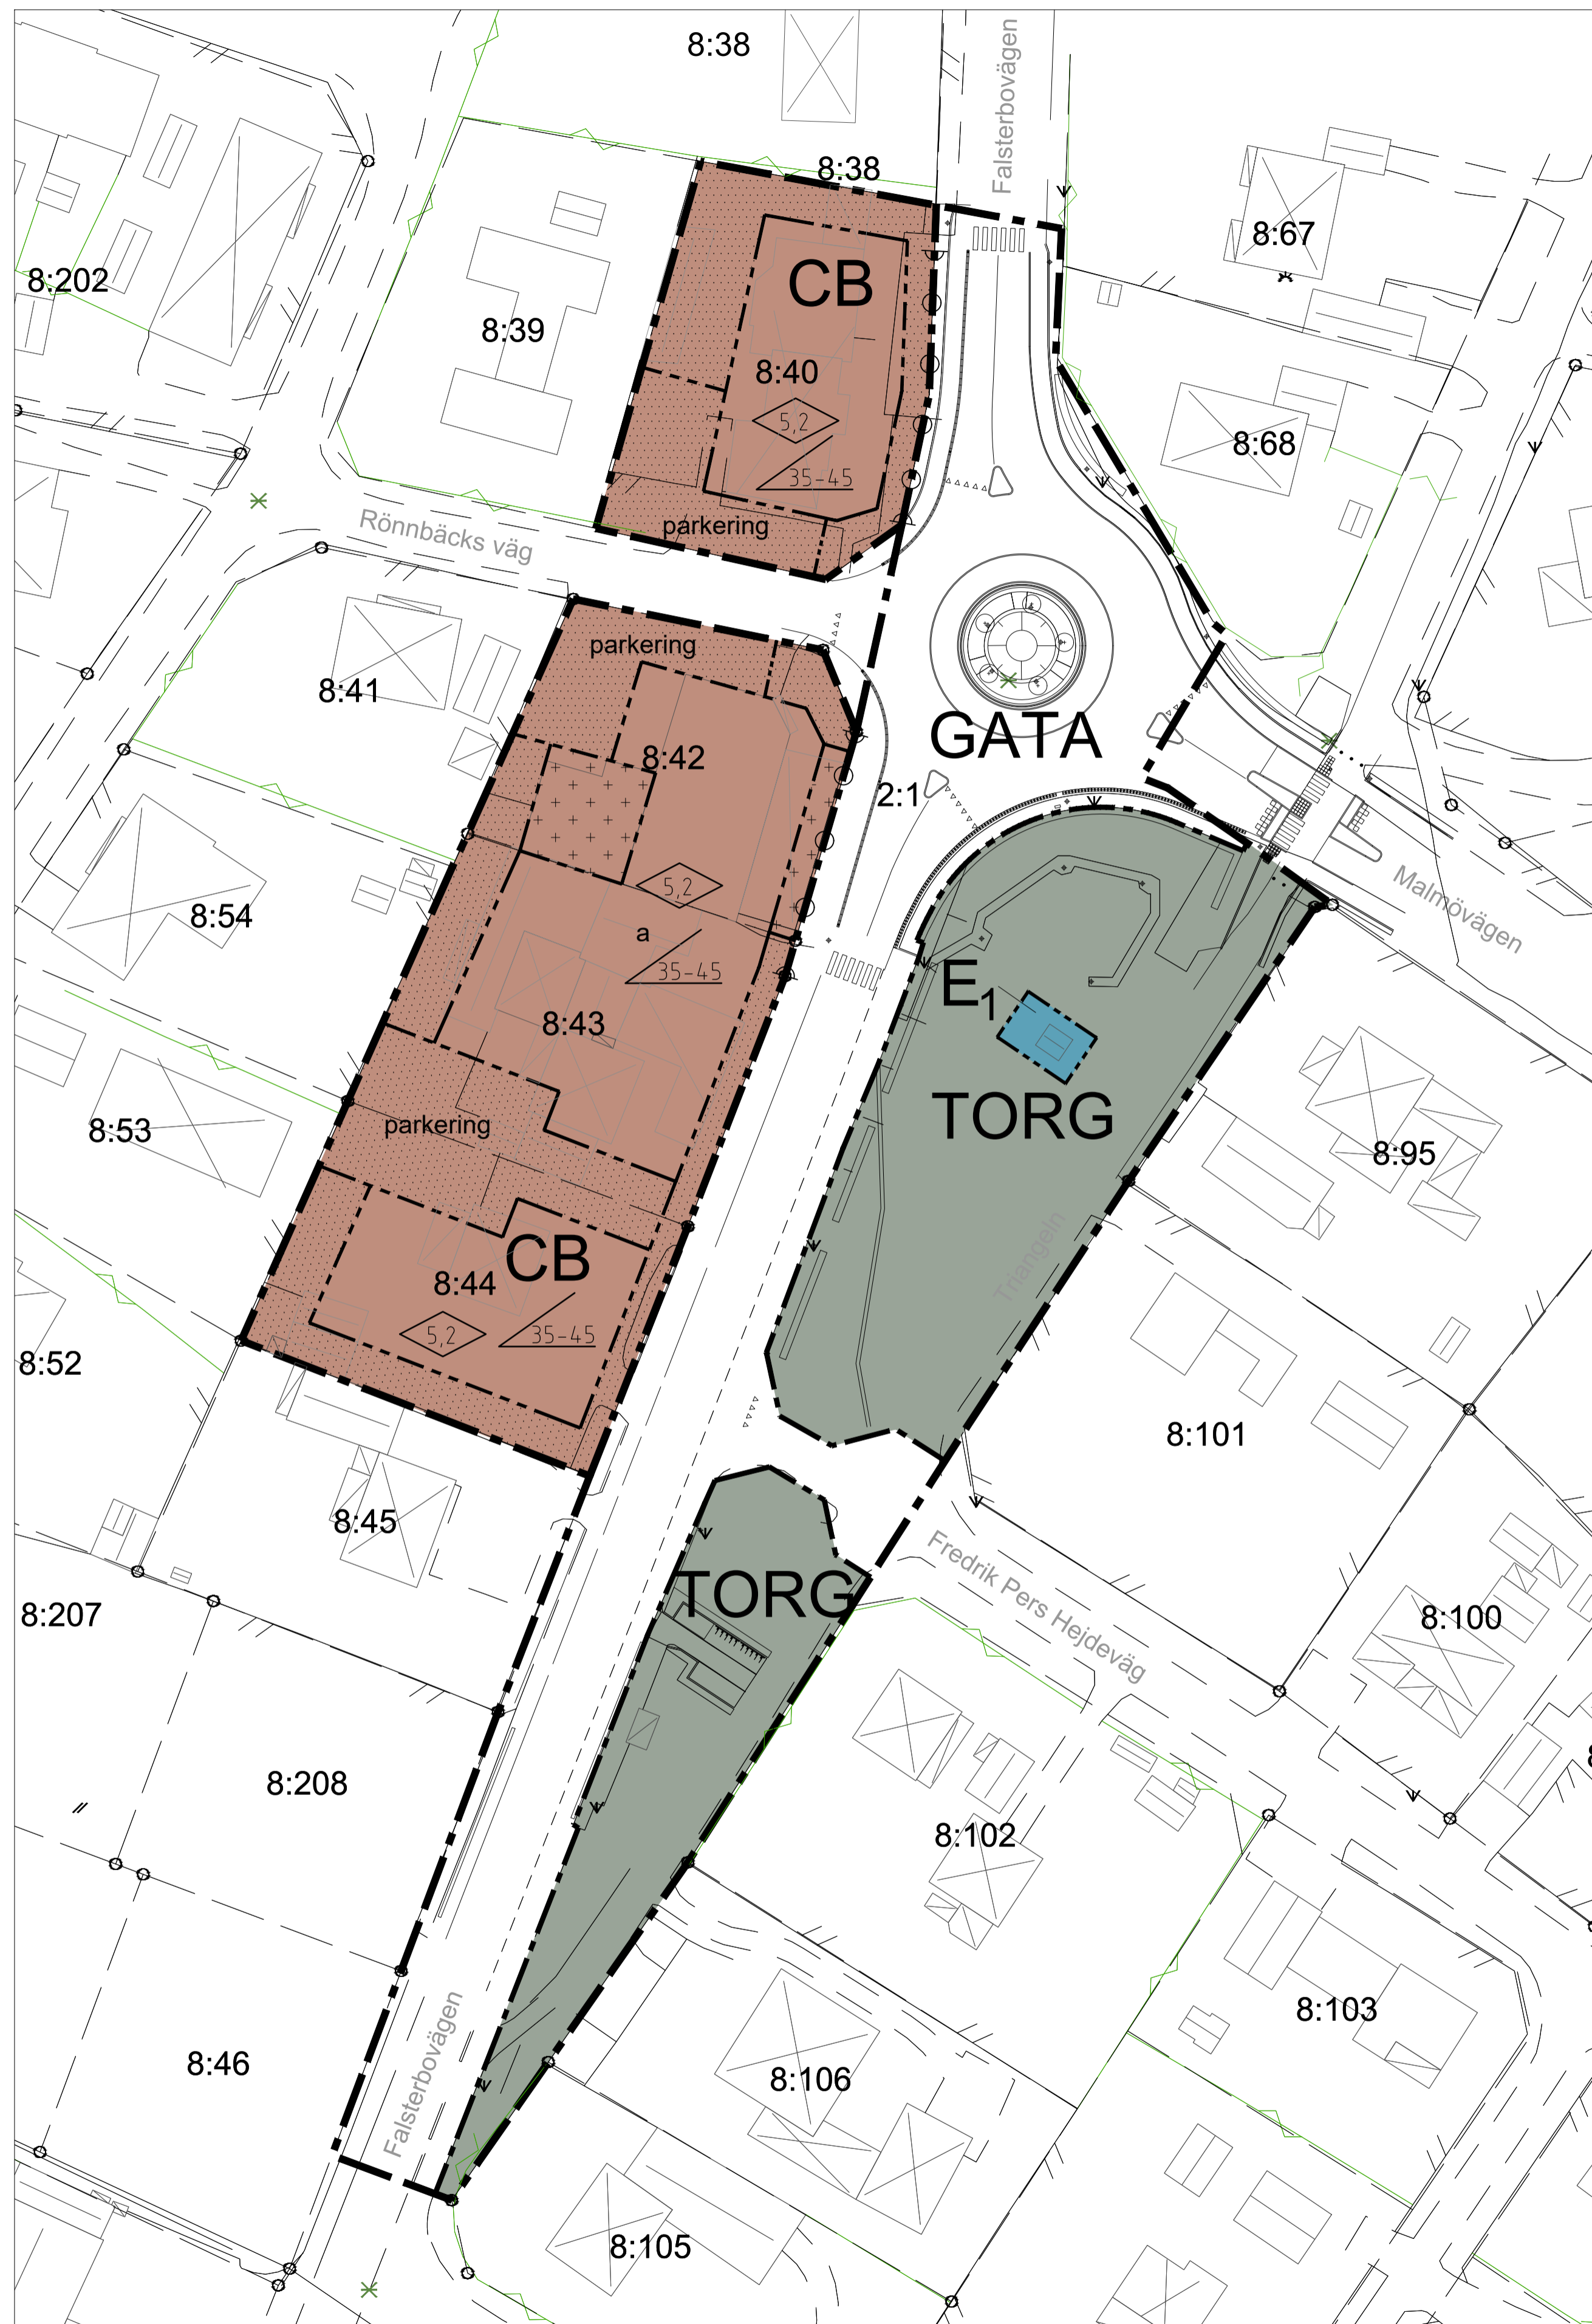 8:38
Falsterbovägen
8:38
8:67
8:202
CB
8:39
8:40
5,2
8:68
35-45
Rönnbäcks väg
parkering
parkering
8:41
GATA
8:42
2:1
5,2
Malmövägen
8:54
a
35-45
E1
8:43
TORG
parkering
8:53
8:95
Triangeln
CB
8:44
5,2
35-45
8:52
8:101
8:45
TORG
Fredrik Pers Hejdeväg
8:207
8:100
8:208
8:102
8:103
Falsterbovägen
8:46
8:106
8:105